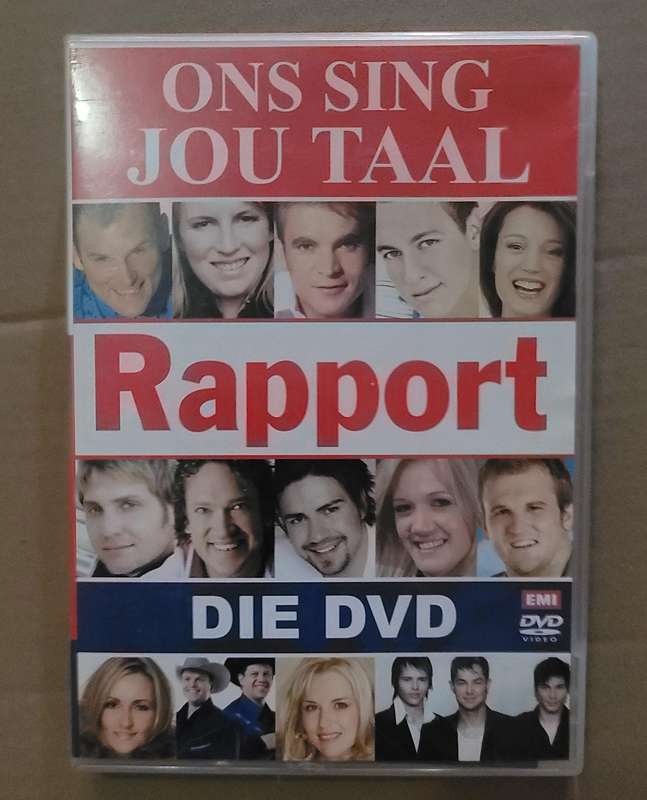 ONS SING
JOU TAAL
Rapport
DIE DVD
EMI
DVD
VIDEO